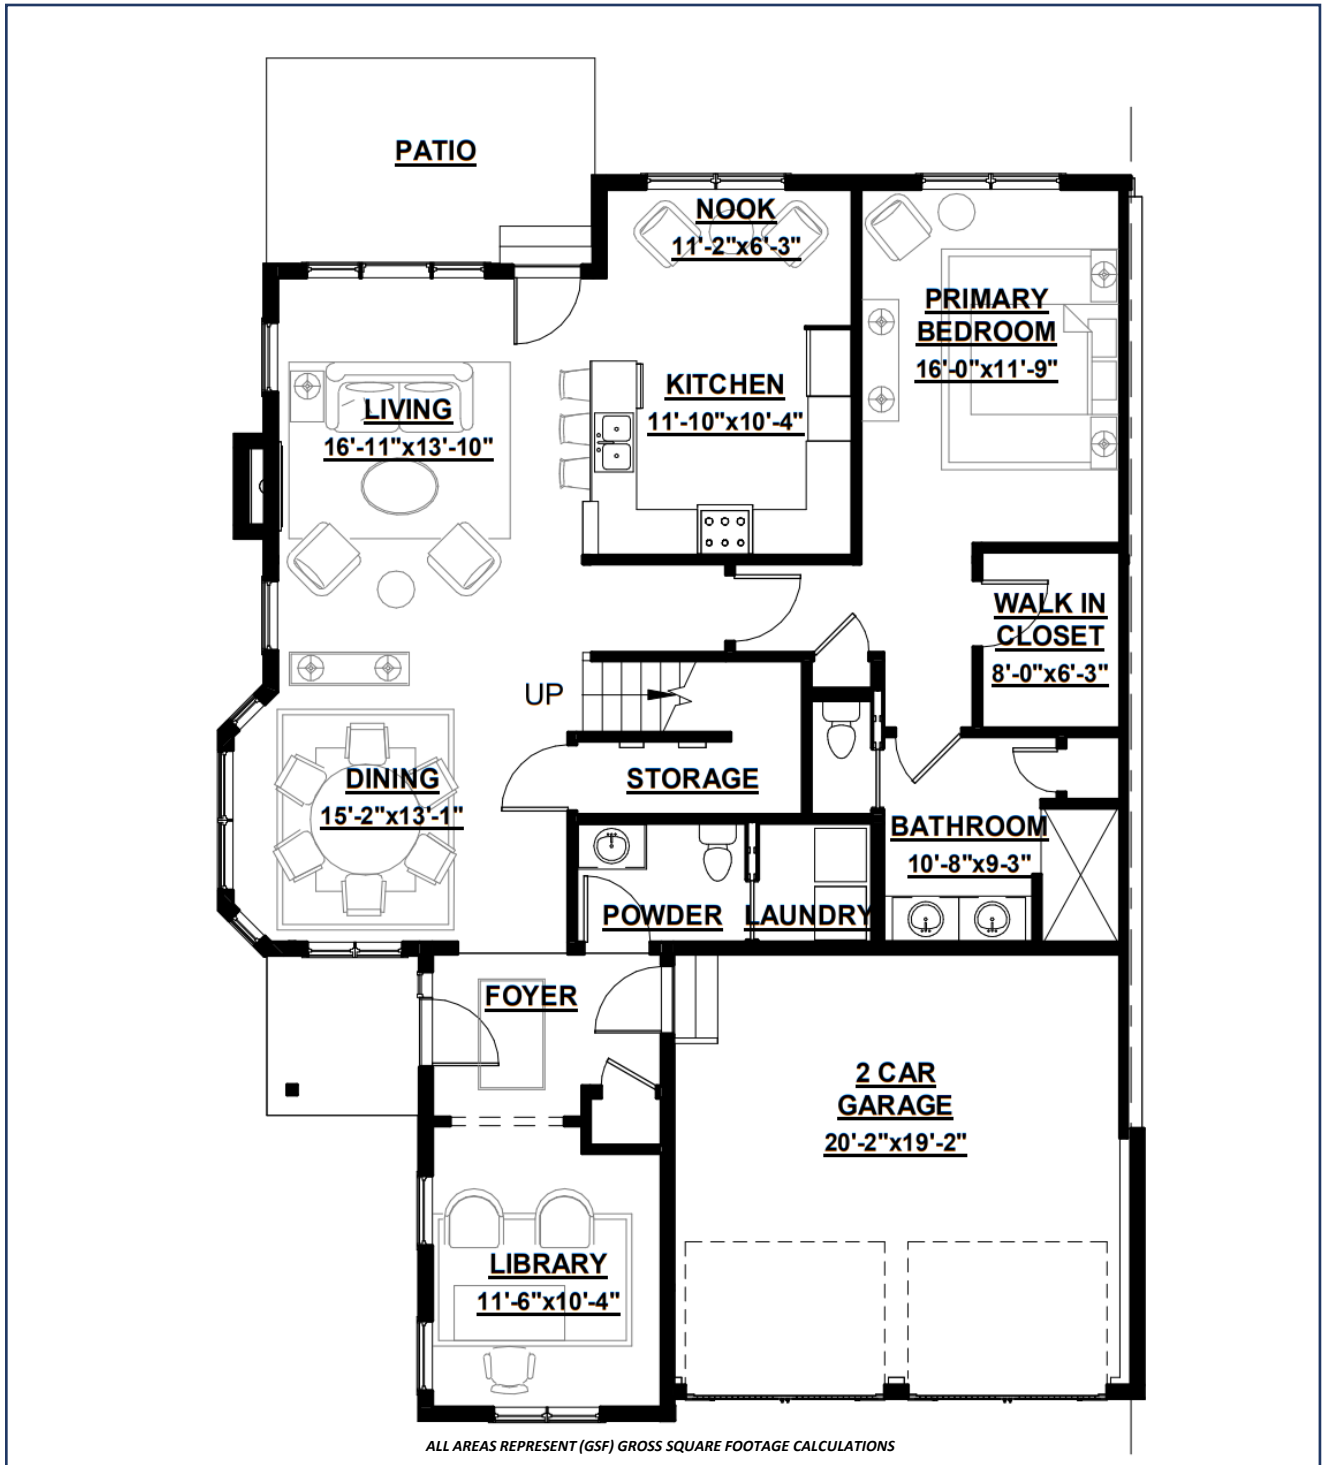 PATIO
NOOK
11'-2"x6'-3"
PRIMARY
BEDROOM
16'-0"x11'-9"
KITCHEN
11'-10"x10'-4"
LIVING
16'-11"x13'-10"
WALK IN
CLOSET
8'-0"x6'-3"
UP
DINING
15'-2"x13'-1"
STORAGE
BATHROOM
10'-8"x9-3"
POWDER
LAUNDRY
FOYER
2 CAR
GARAGE
20'-2"x19'-2"
LIBRARY
11'-6"x10'-4"
ALL AREAS REPRESENT (GSF) GROSS SQUARE FOOTAGE CALCULATIONS